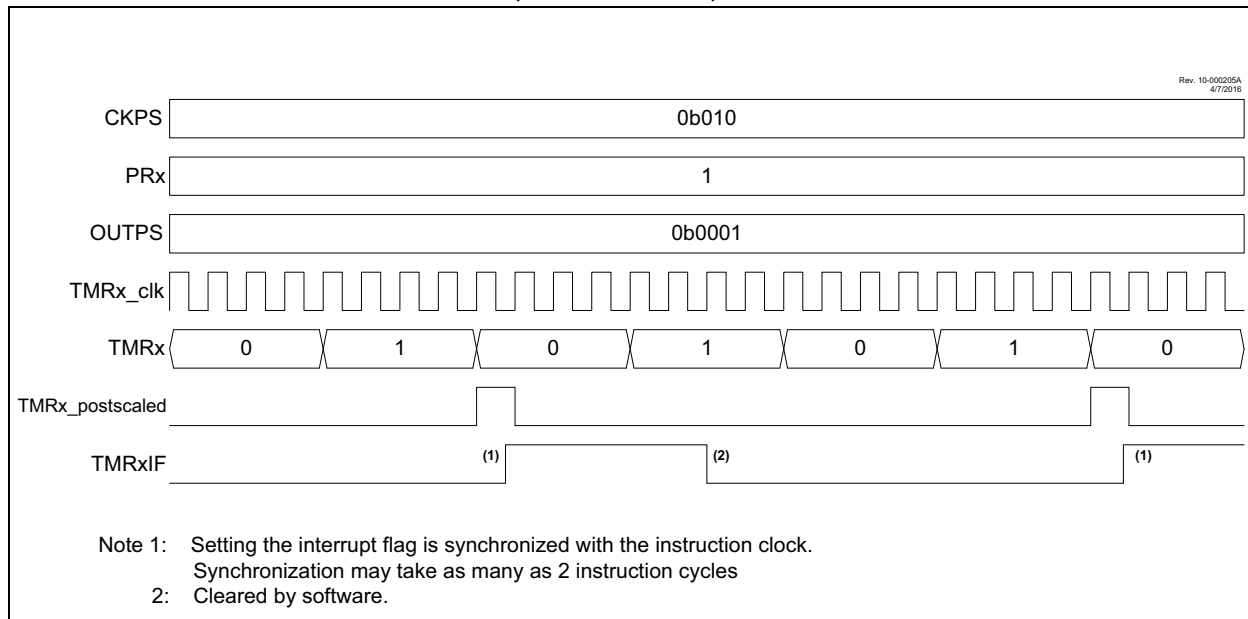 Rev. 10-000205A
4/7/2016
CKPS 0b010
PRx 1
OUTPS 0b0001
TMRx_clk
TMRx 0 1 0 1 0 1 0
TMRx_postscaled
TMRxIF (1) (2) (1)
Note 1: Setting the interrupt flag is synchronized with the instruction clock.
Synchronization may take as many as 2 instruction cycles
2: Cleared by software.